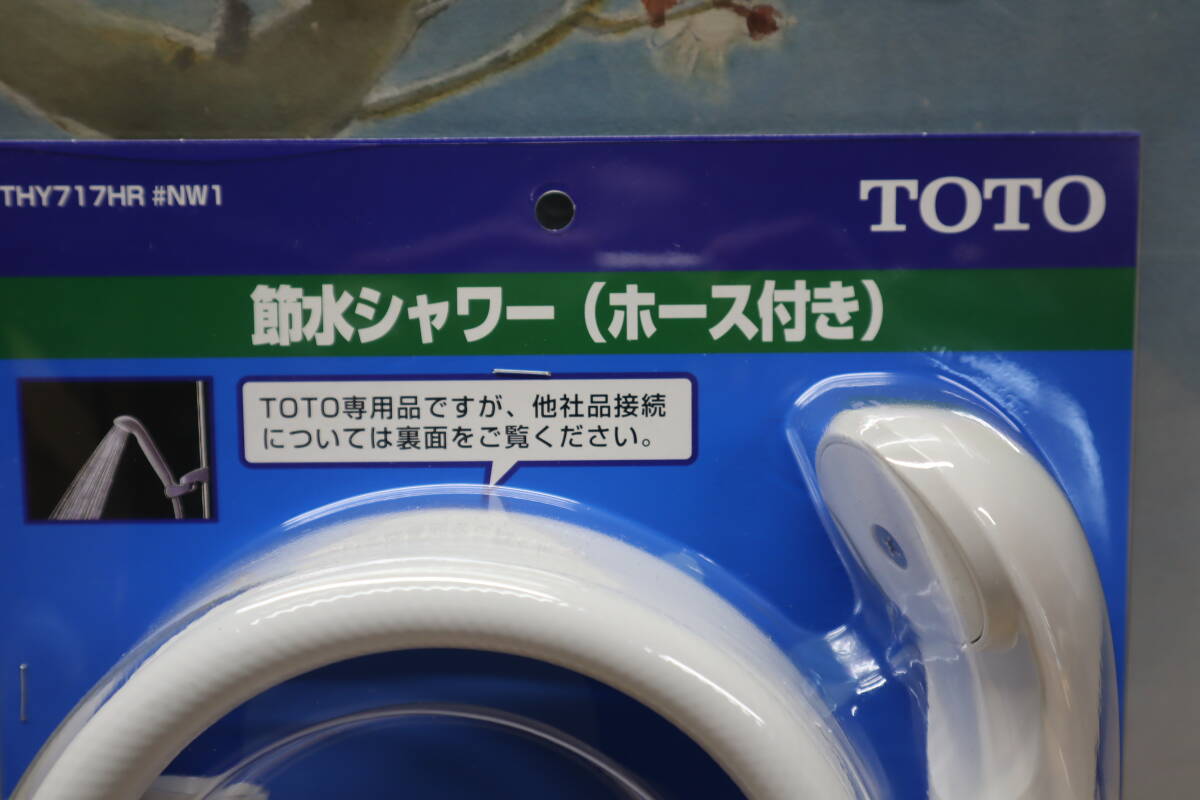 THY717HR #NW1
TOTO
節水シャワー（ホース付き）
TOTO専用品ですが、他社品接続
については裏面をご覧ください。